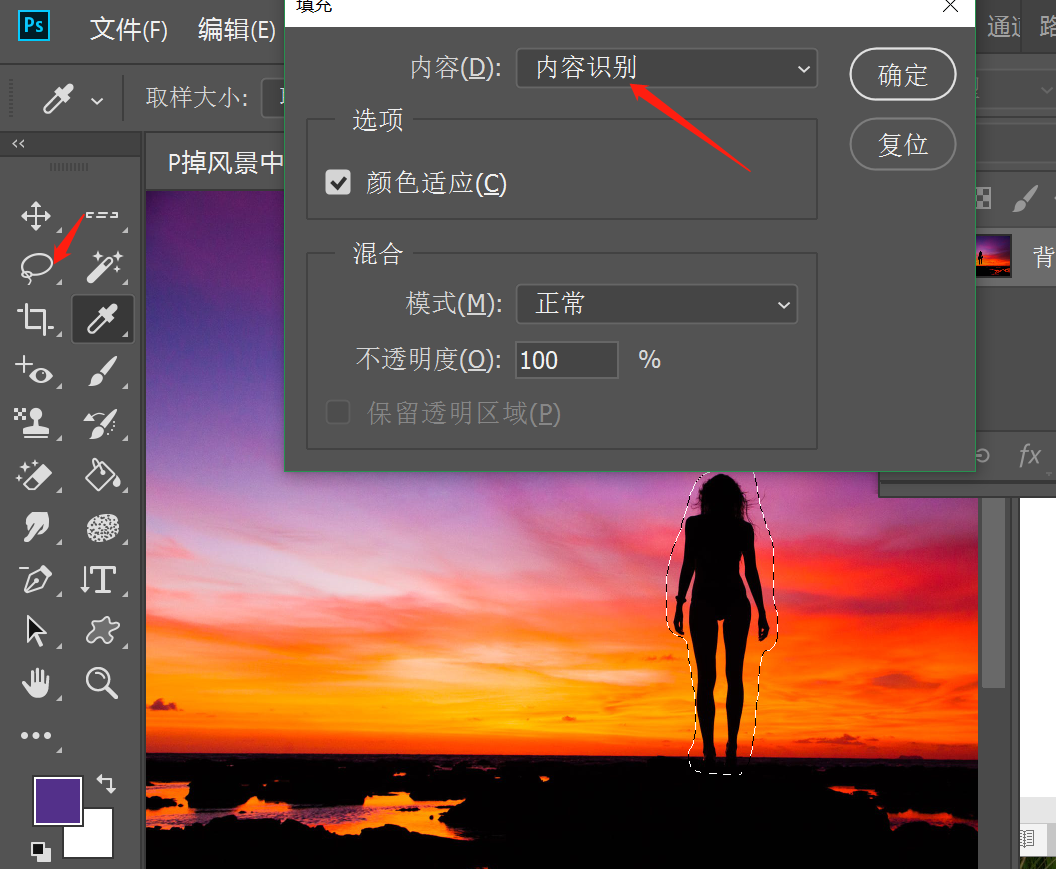 填充
Ps 文件(F) 编辑(E)
通道 路
内容(D): 内容识别
确定
取样大小:
选项
复位
P掉风景中
颜色适应(C)
混合
背
模式(M): 正常
不透明度(O): 100 %
保留透明区域(P)
fx
T